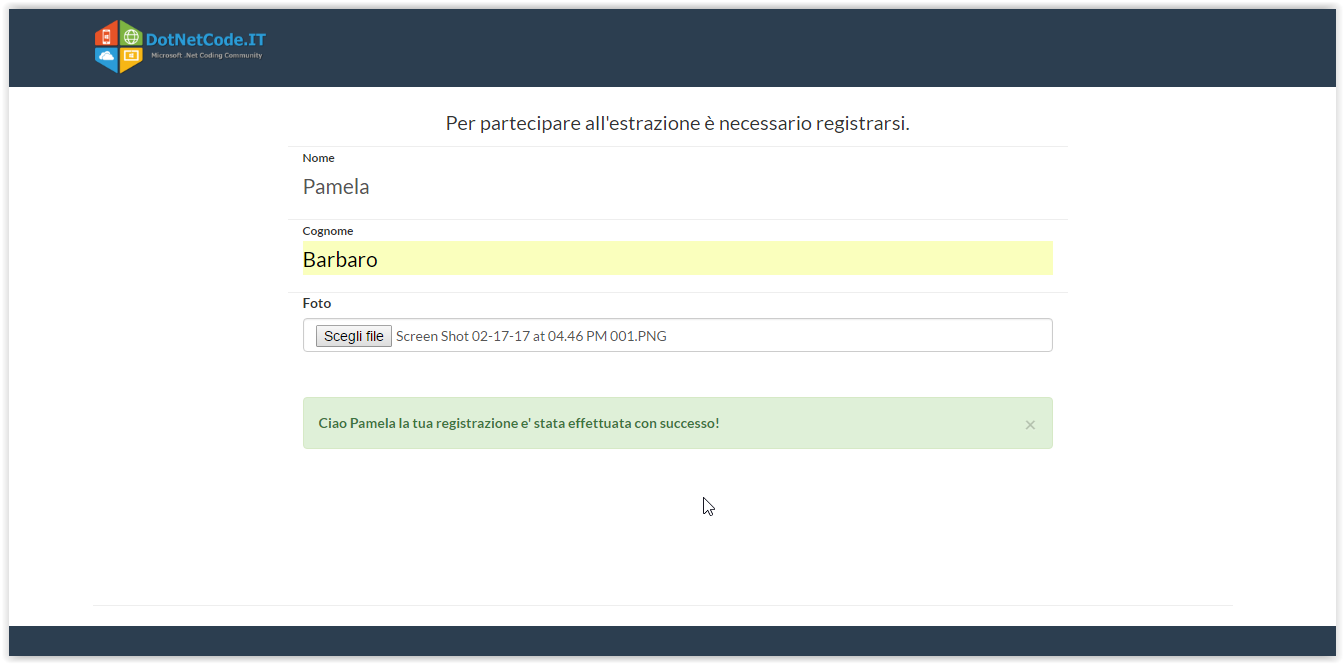 DotNetCode.IT
Microsoft .Net Coding Community
Per partecipare all'estrazione è necessario registrarsi.
Nome
Pamela
Cognome
Barbaro
Foto
Scegli file Screen Shot 02-17-17 at 04.46 PM 001.PNG
Ciao Pamela la tua registrazione e' stata effettuata con successo! ×